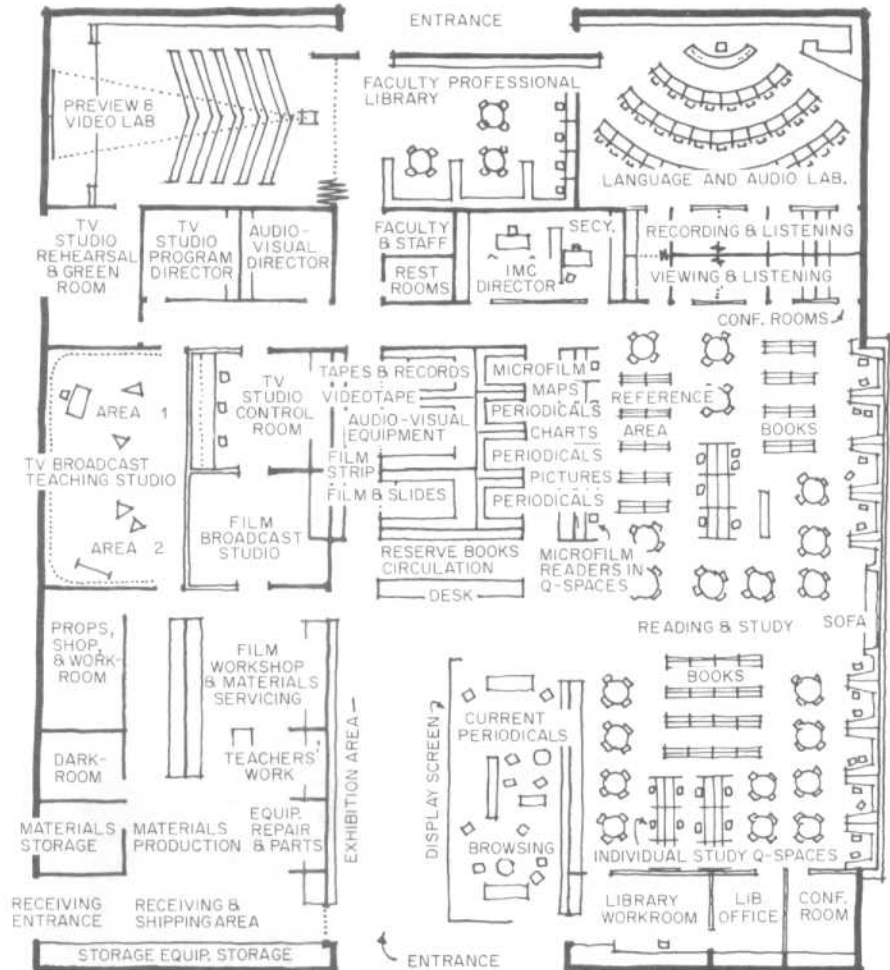 ENTRANCE
FACULTY PROFESSIONAL
LIBRARY
PREVIEW &
VIDEO LAB
LANGUAGE AND AUDIO LAB.
TV
STUDIO
REHEARSAL
& GREEN
ROOM
TV
STUDIO
PROGRAM
DIRECTOR
AUDIO-
VISUAL
DIRECTOR
FACULTY
& STAFF
REST
ROOMS
SECY.
IMC
DIRECTOR
RECORDING & LISTENING
VIEWING & LISTENING
CONF. ROOMS
AREA 1
TV BROADCAST
TEACHING STUDIO
AREA 2
TV
STUDIO
CONTROL
ROOM
FILM
BROADCAST
STUDIO
TAPES & RECORDS
VIDEOTAPE
AUDIO-VISUAL
EQUIPMENT
FILM
STRIP
FILM & SLIDES
MICROFILM
MAPS
PERIODICALS
CHARTS
PERIODICALS
PICTURES
PERIODICALS
REFERENCE
AREA
BOOKS
RESERVE BOOKS
CIRCULATION
DESK
MICROFILM
READERS IN
Q-SPACES
READING & STUDY
SOFA
PROPS,
SHOP,
& WORK-
ROOM
FILM
WORKSHOP
& MATERIALS
SERVICING
DARK-
ROOM
TEACHERS'
WORK
EXHIBITION AREA
DISPLAY SCREEN
CURRENT
PERIODICALS
BROWSING
BOOKS
INDIVIDUAL STUDY Q-SPACES
MATERIALS
STORAGE
MATERIALS
PRODUCTION
EQUIP.
REPAIR
& PARTS
RECEIVING
ENTRANCE
RECEIVING &
SHIPPING AREA
LIBRARY
WORKROOM
LIB.
OFFICE
CONF.
ROOM
STORAGE EQUIP. STORAGE
ENTRANCE